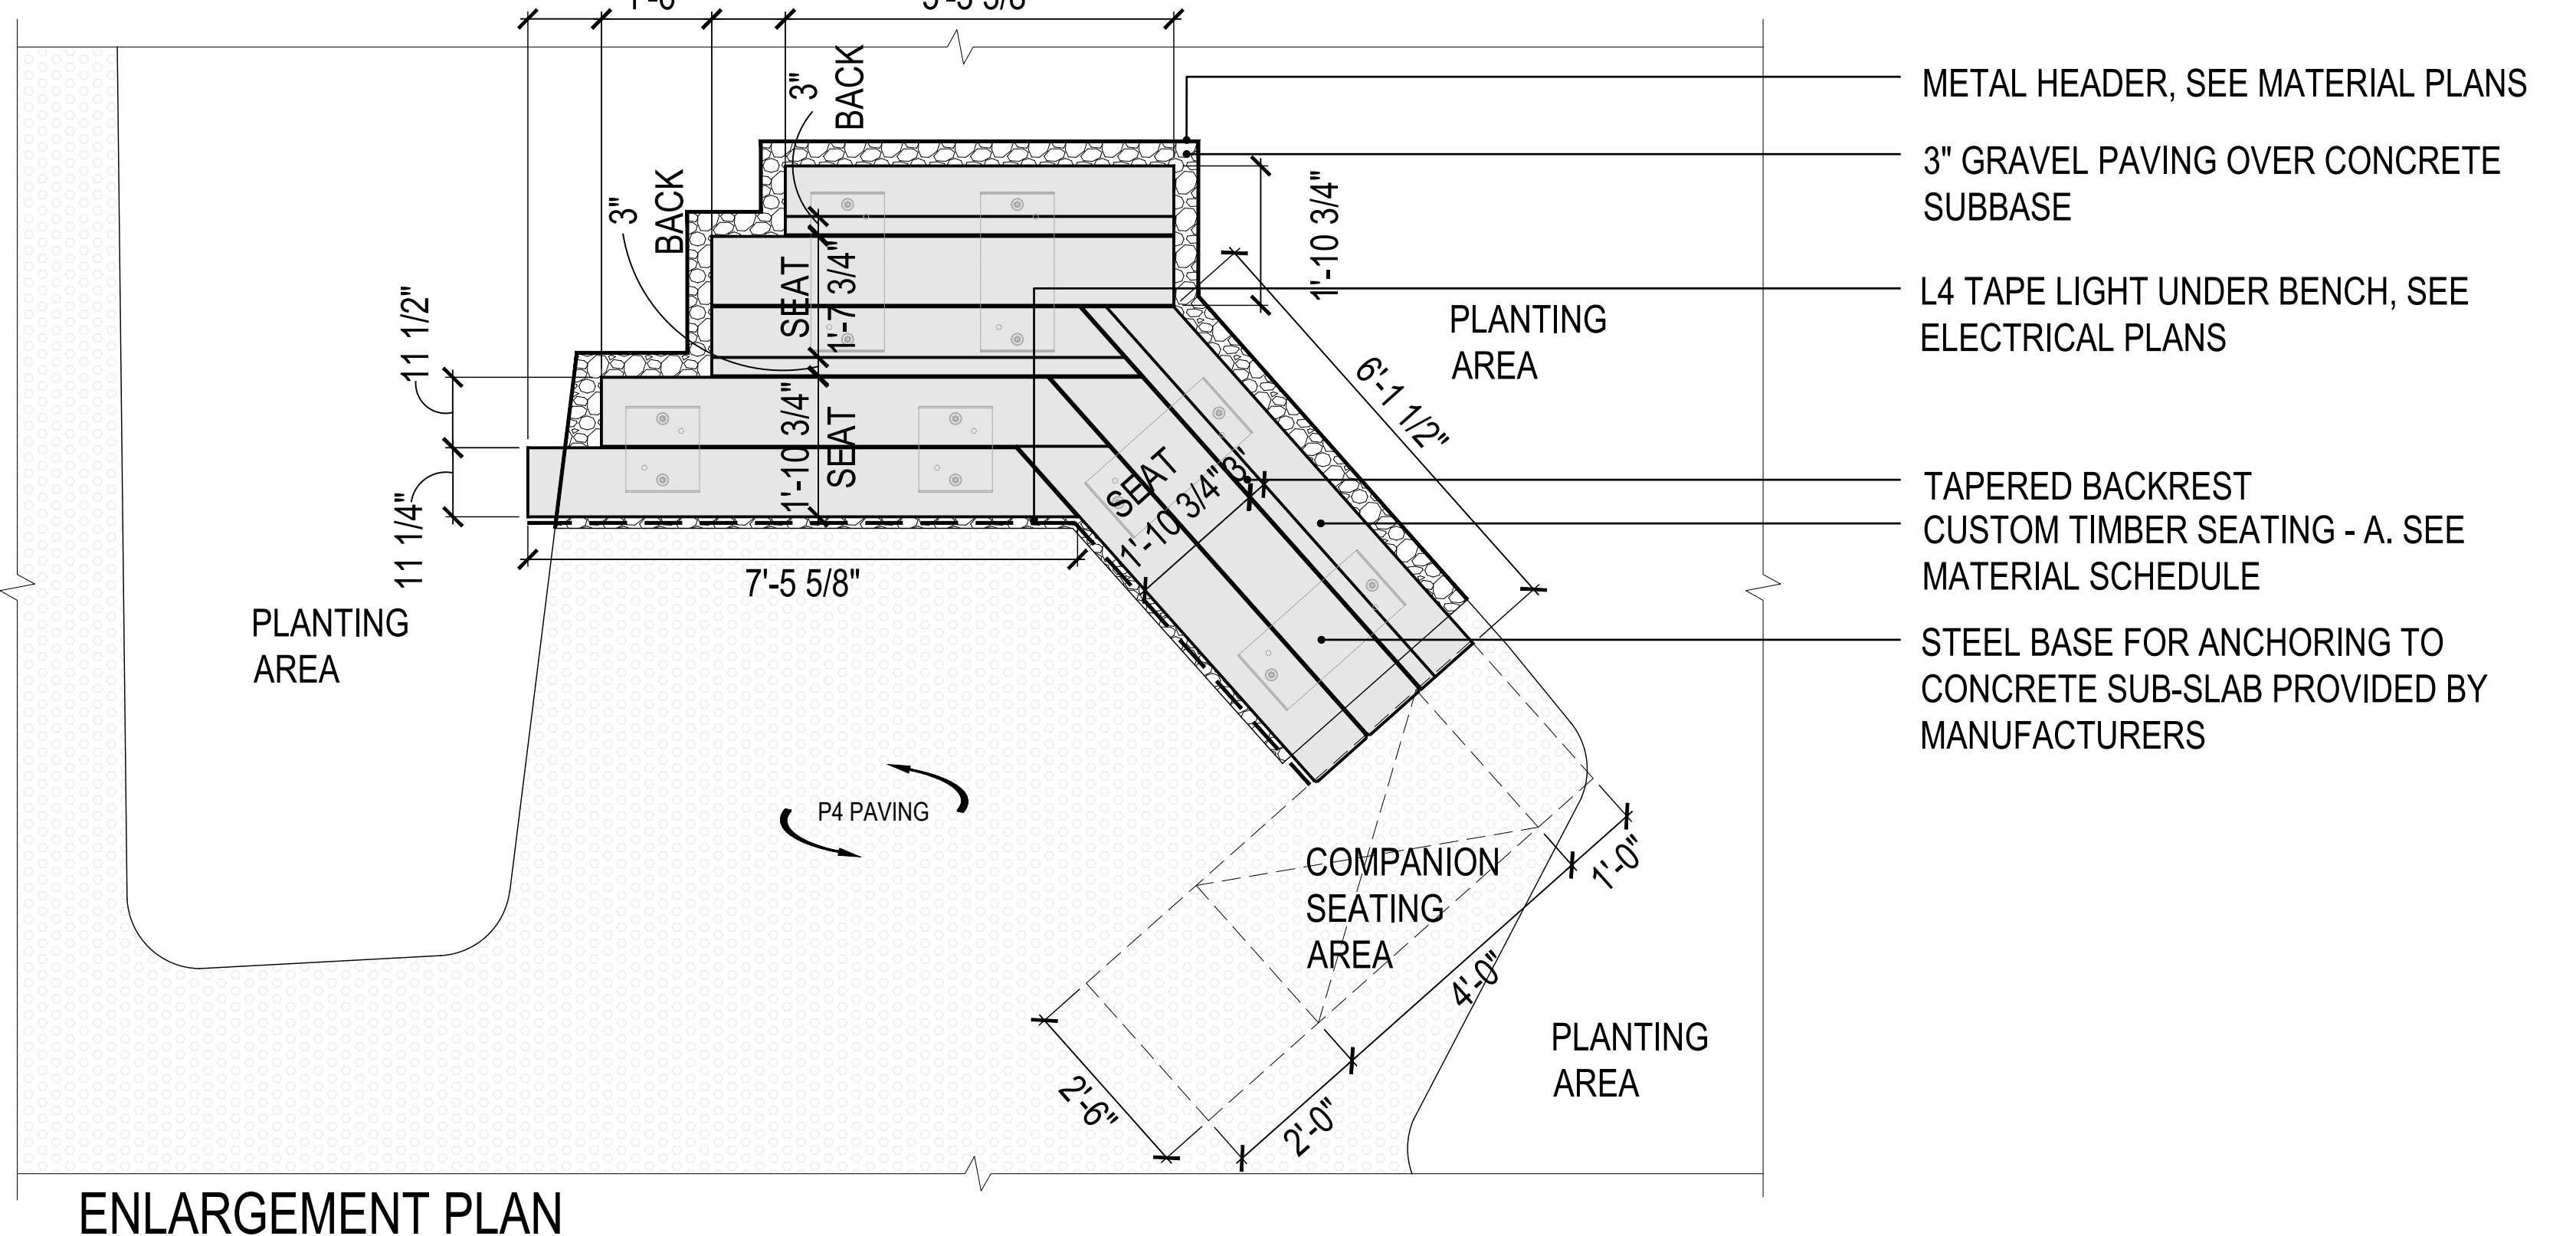 3"
BACK
3"
BACK
METAL HEADER, SEE MATERIAL PLANS
3" GRAVEL PAVING OVER CONCRETE
SUBBASE
1'-10 3/4"
L4 TAPE LIGHT UNDER BENCH, SEE
ELECTRICAL PLANS
SEAT
1'-7 3/4"
11 1/2"
PLANTING
AREA
6'-1 1/2"
1'-10 3/4"
SEAT
SEAT
1'-10 3/4"
3"
TAPERED BACKREST
CUSTOM TIMBER SEATING - A. SEE
MATERIAL SCHEDULE
11 1/4"
7'-5 5/8"
PLANTING
AREA
STEEL BASE FOR ANCHORING TO
CONCRETE SUB-SLAB PROVIDED BY
MANUFACTURERS
P4 PAVING
COMPANION
SEATING
AREA
1'-0"
4'-0"
2'-6"
2'-0"
PLANTING
AREA
ENLARGEMENT PLAN